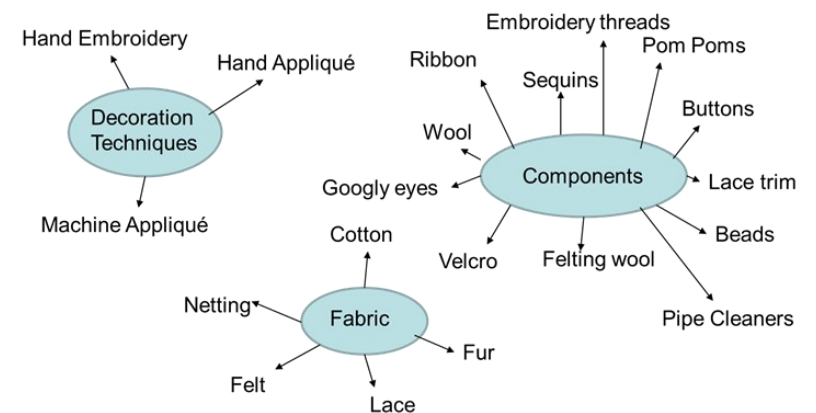 Hand Embroidery
Hand Appliqué
Decoration
Techniques
Machine Appliqué
Embroidery threads
Pom Poms
Ribbon
Sequins
Buttons
Wool
Googly eyes
Components
Lace trim
Beads
Velcro
Felting wool
Pipe Cleaners
Cotton
Netting
Fabric
Fur
Felt
Lace